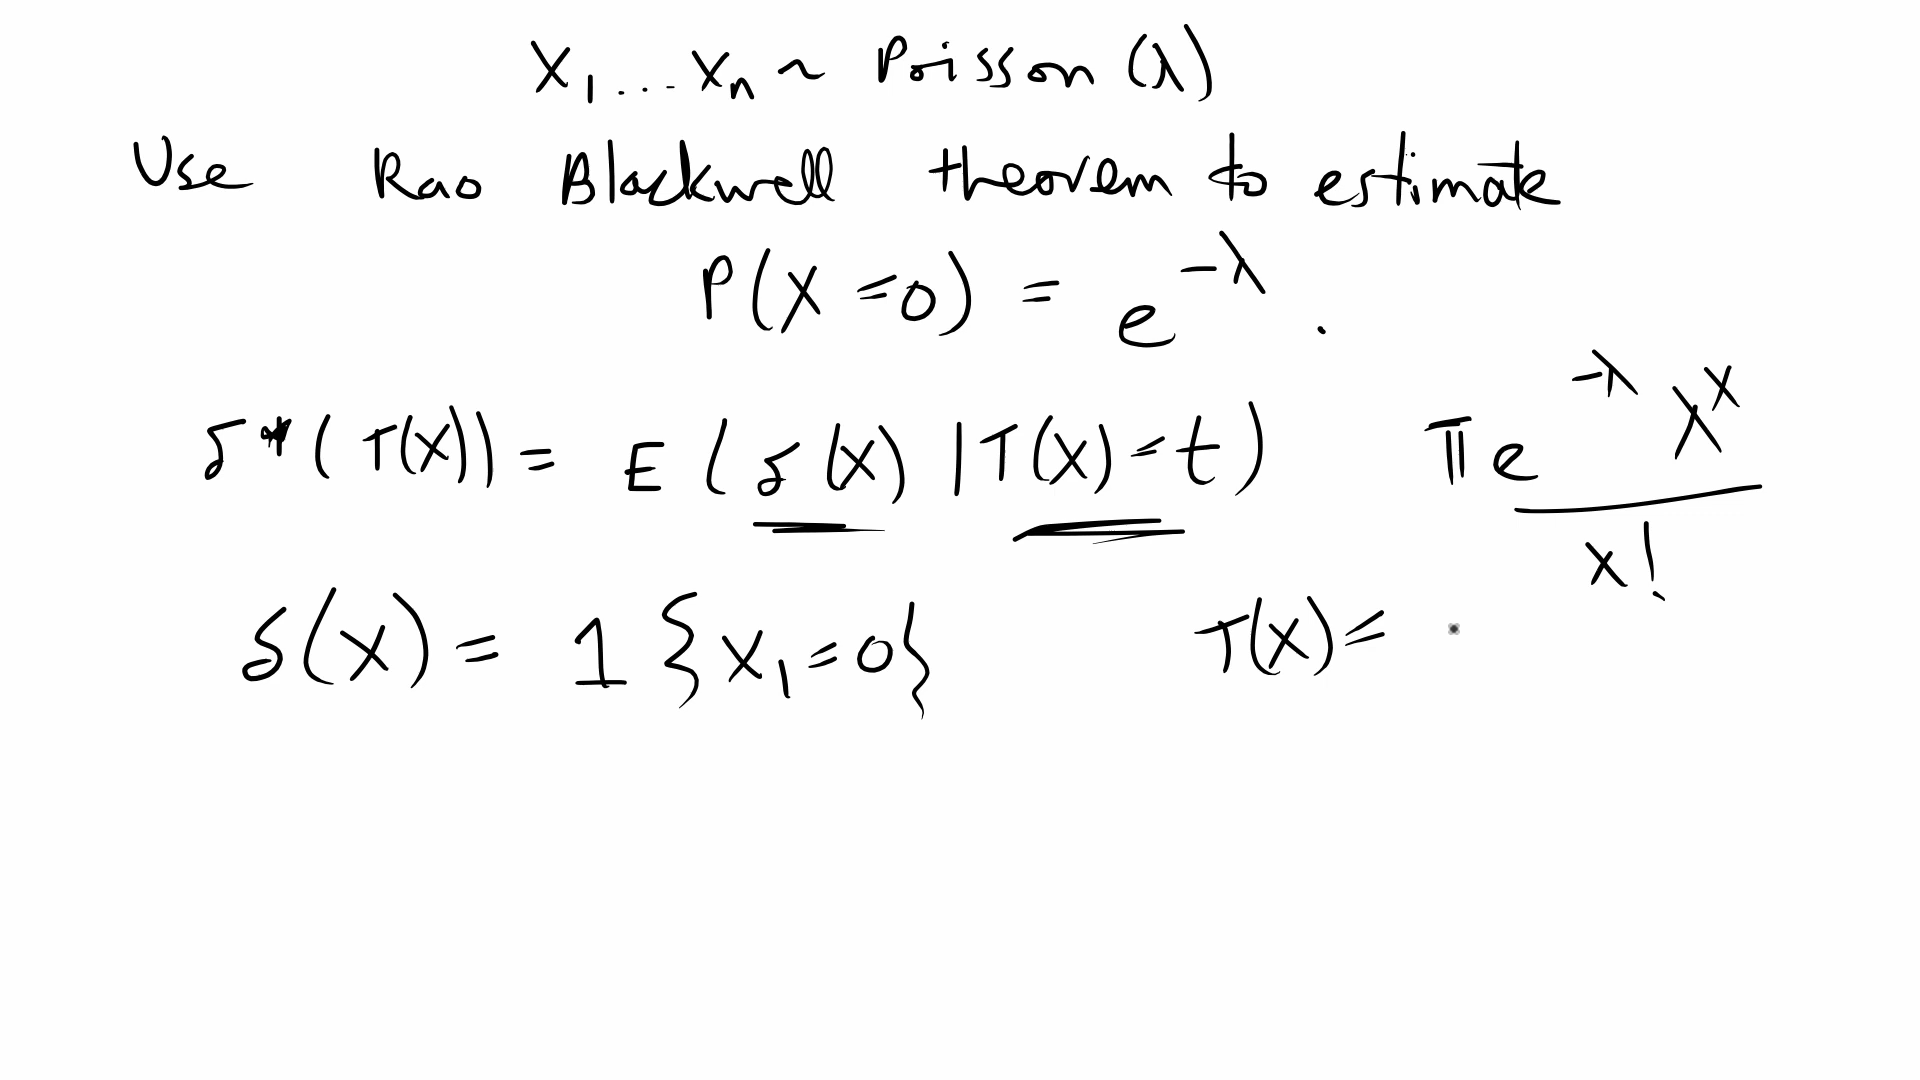 X₁ ... Xₙ ~ Poisson (λ)
Use Rao Blackwell theorem to estimate
P(X = 0) = e^{-λ} .
δ*(T(X)) = E(δ(X) | T(X) = t)
π e^{-λ} λ^x / x!
δ(X) = 1{X₁ = 0}
T(X) =